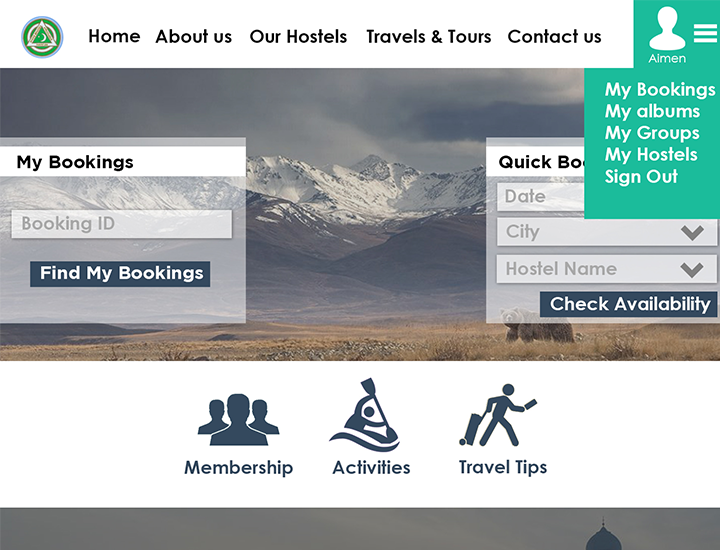 Home About us Our Hostels Travels & Tours Contact us
Almen
My Bookings
My albums
My Groups
My Hostels
Sign Out
My Bookings
Booking ID
Find My Bookings
Quick Boo
Date
City
Hostel Name
Check Availability
Membership Activities Travel Tips